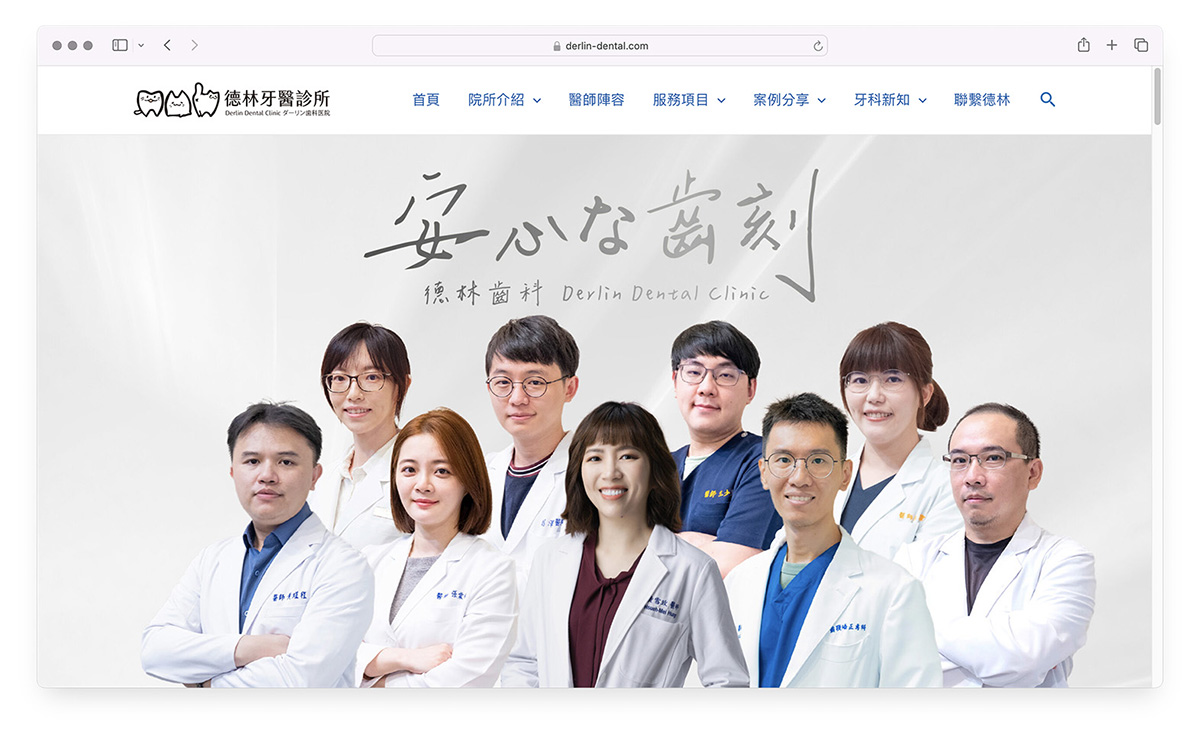 derlin-dental.com
德林牙醫診所
Derlin Dental Clinic ダーリン歯科医院
首頁 院所介紹 醫師陣容 服務項目 案例分享 牙科新知 聯繫德林
安心な齒刻
德林齒科 Derlin Dental Clinic